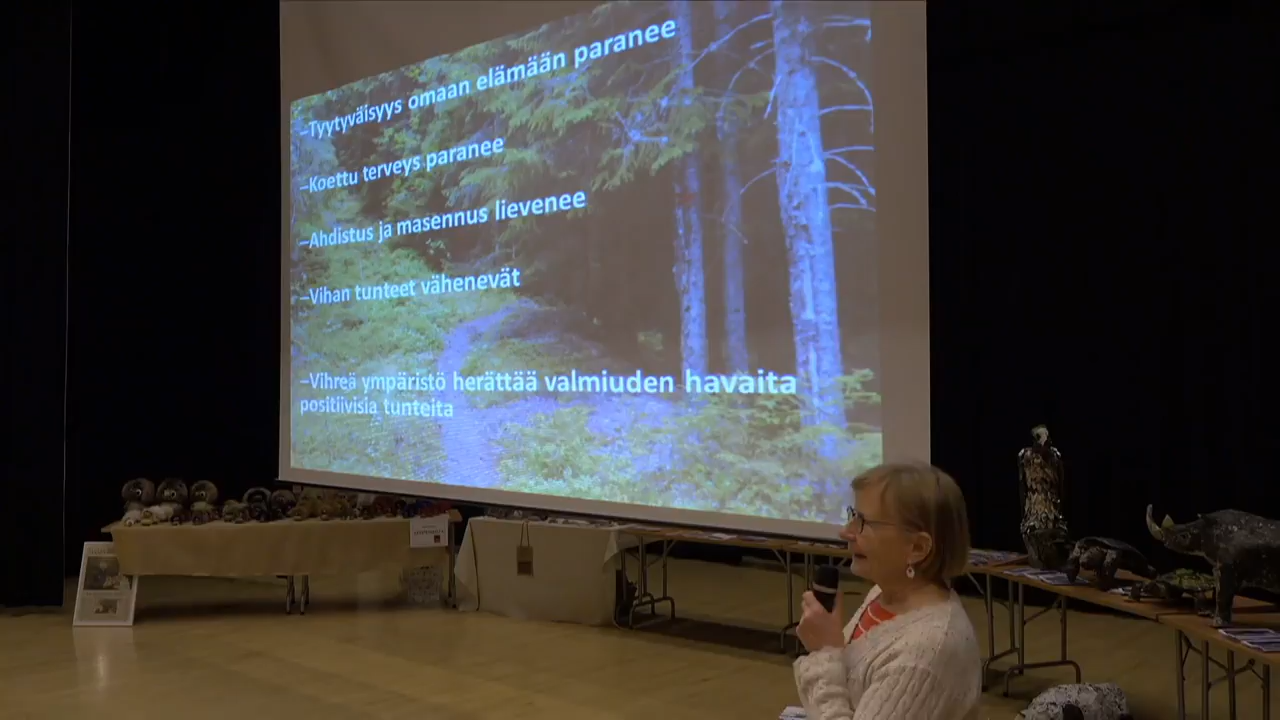 –Tyytyväisyys omaan elämään paranee
–Koettu terveys paranee
–Ahdistus ja masennus lievenee
–Vihan tunteet vähenevät
–Vihreä ympäristö herättää valmiuden havaita
positiivisia tunteita